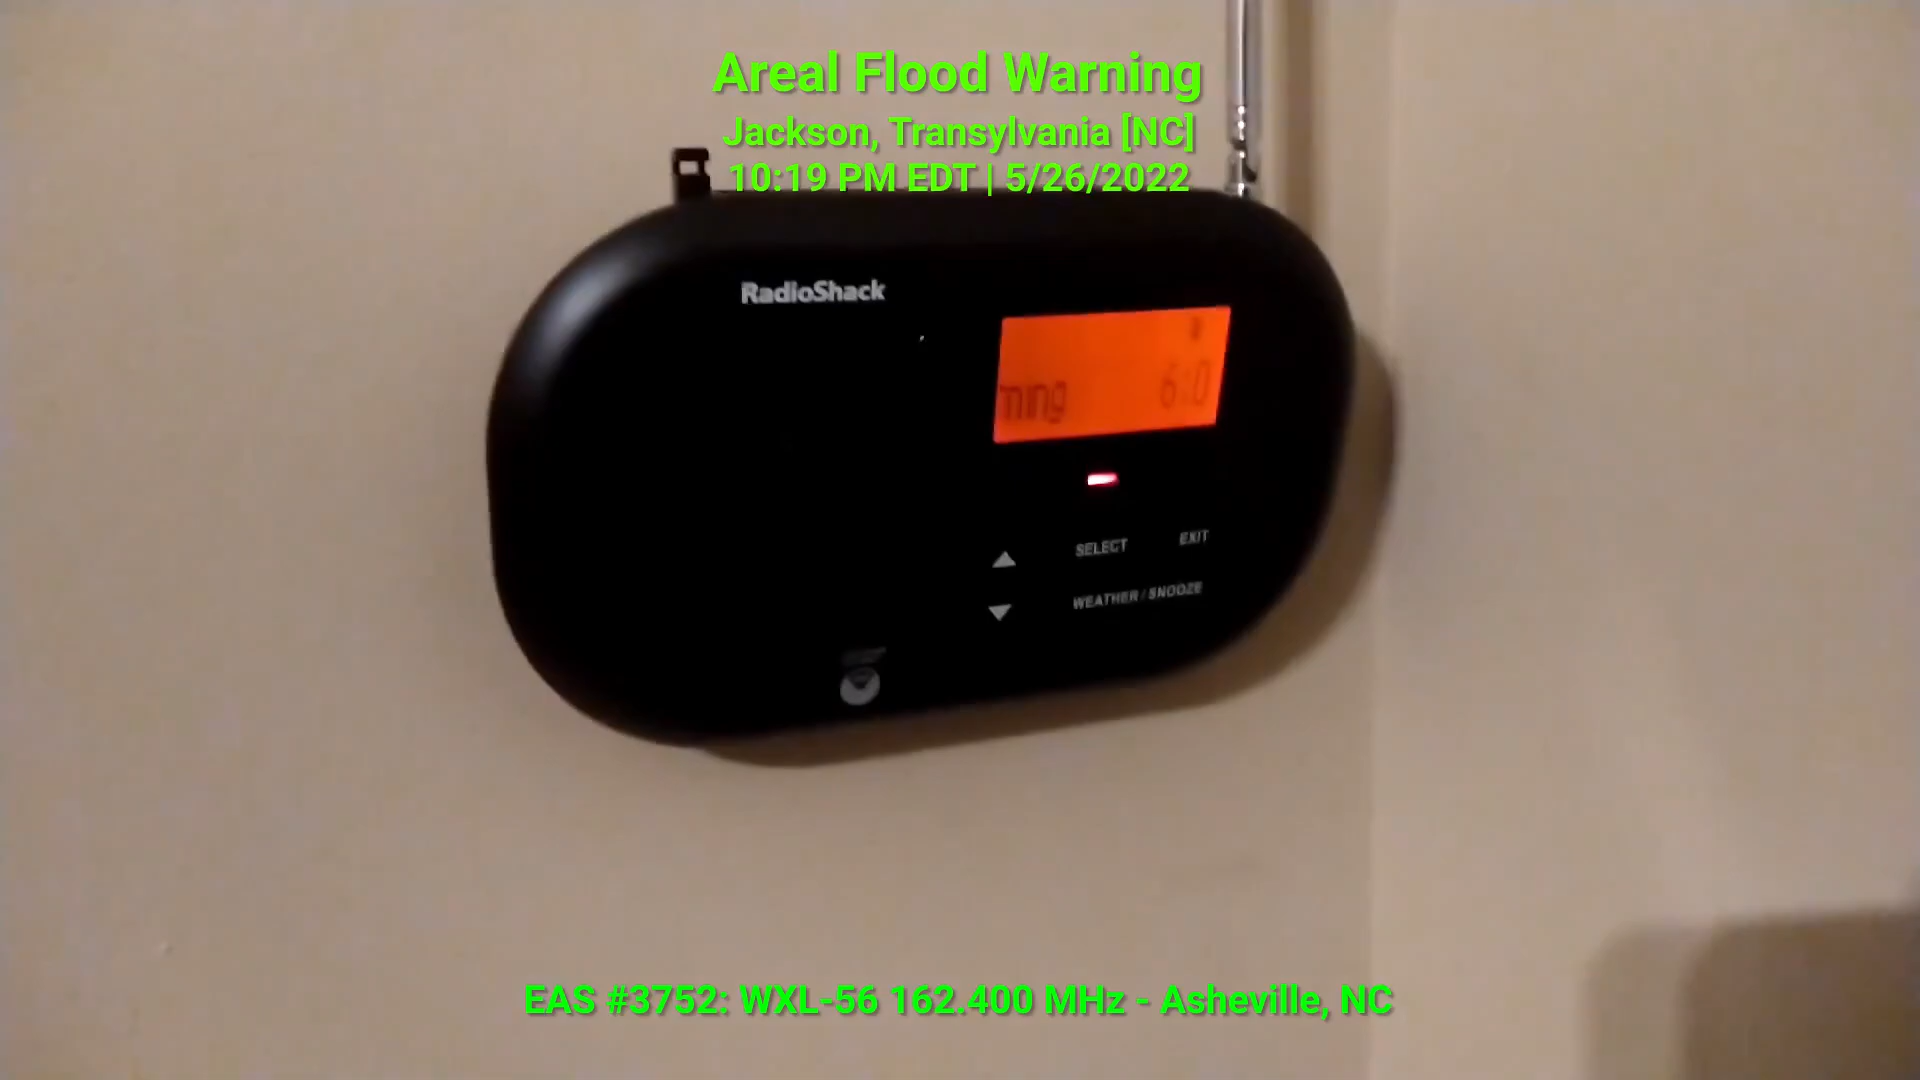 Areal Flood Warning
Jackson, Transylvania [NC]
10:19 PM EDT | 5/26/2022
RadioShack
ning 6:0
SELECT EXIT
WEATHER / SNOOZE
EAS #3752: WXL-56 162.400 MHz - Asheville, NC